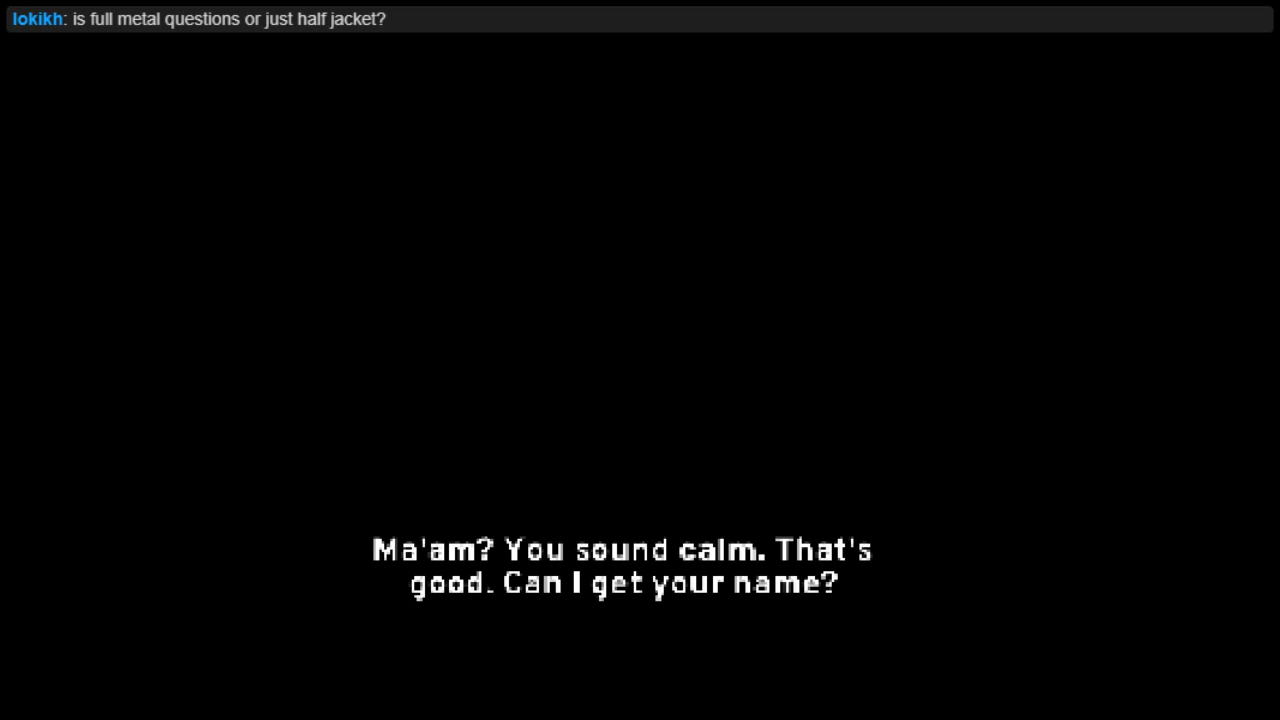 lokikh: is full metal questions or just half jacket?
Ma'am? You sound calm. That's
good. Can I get your name?